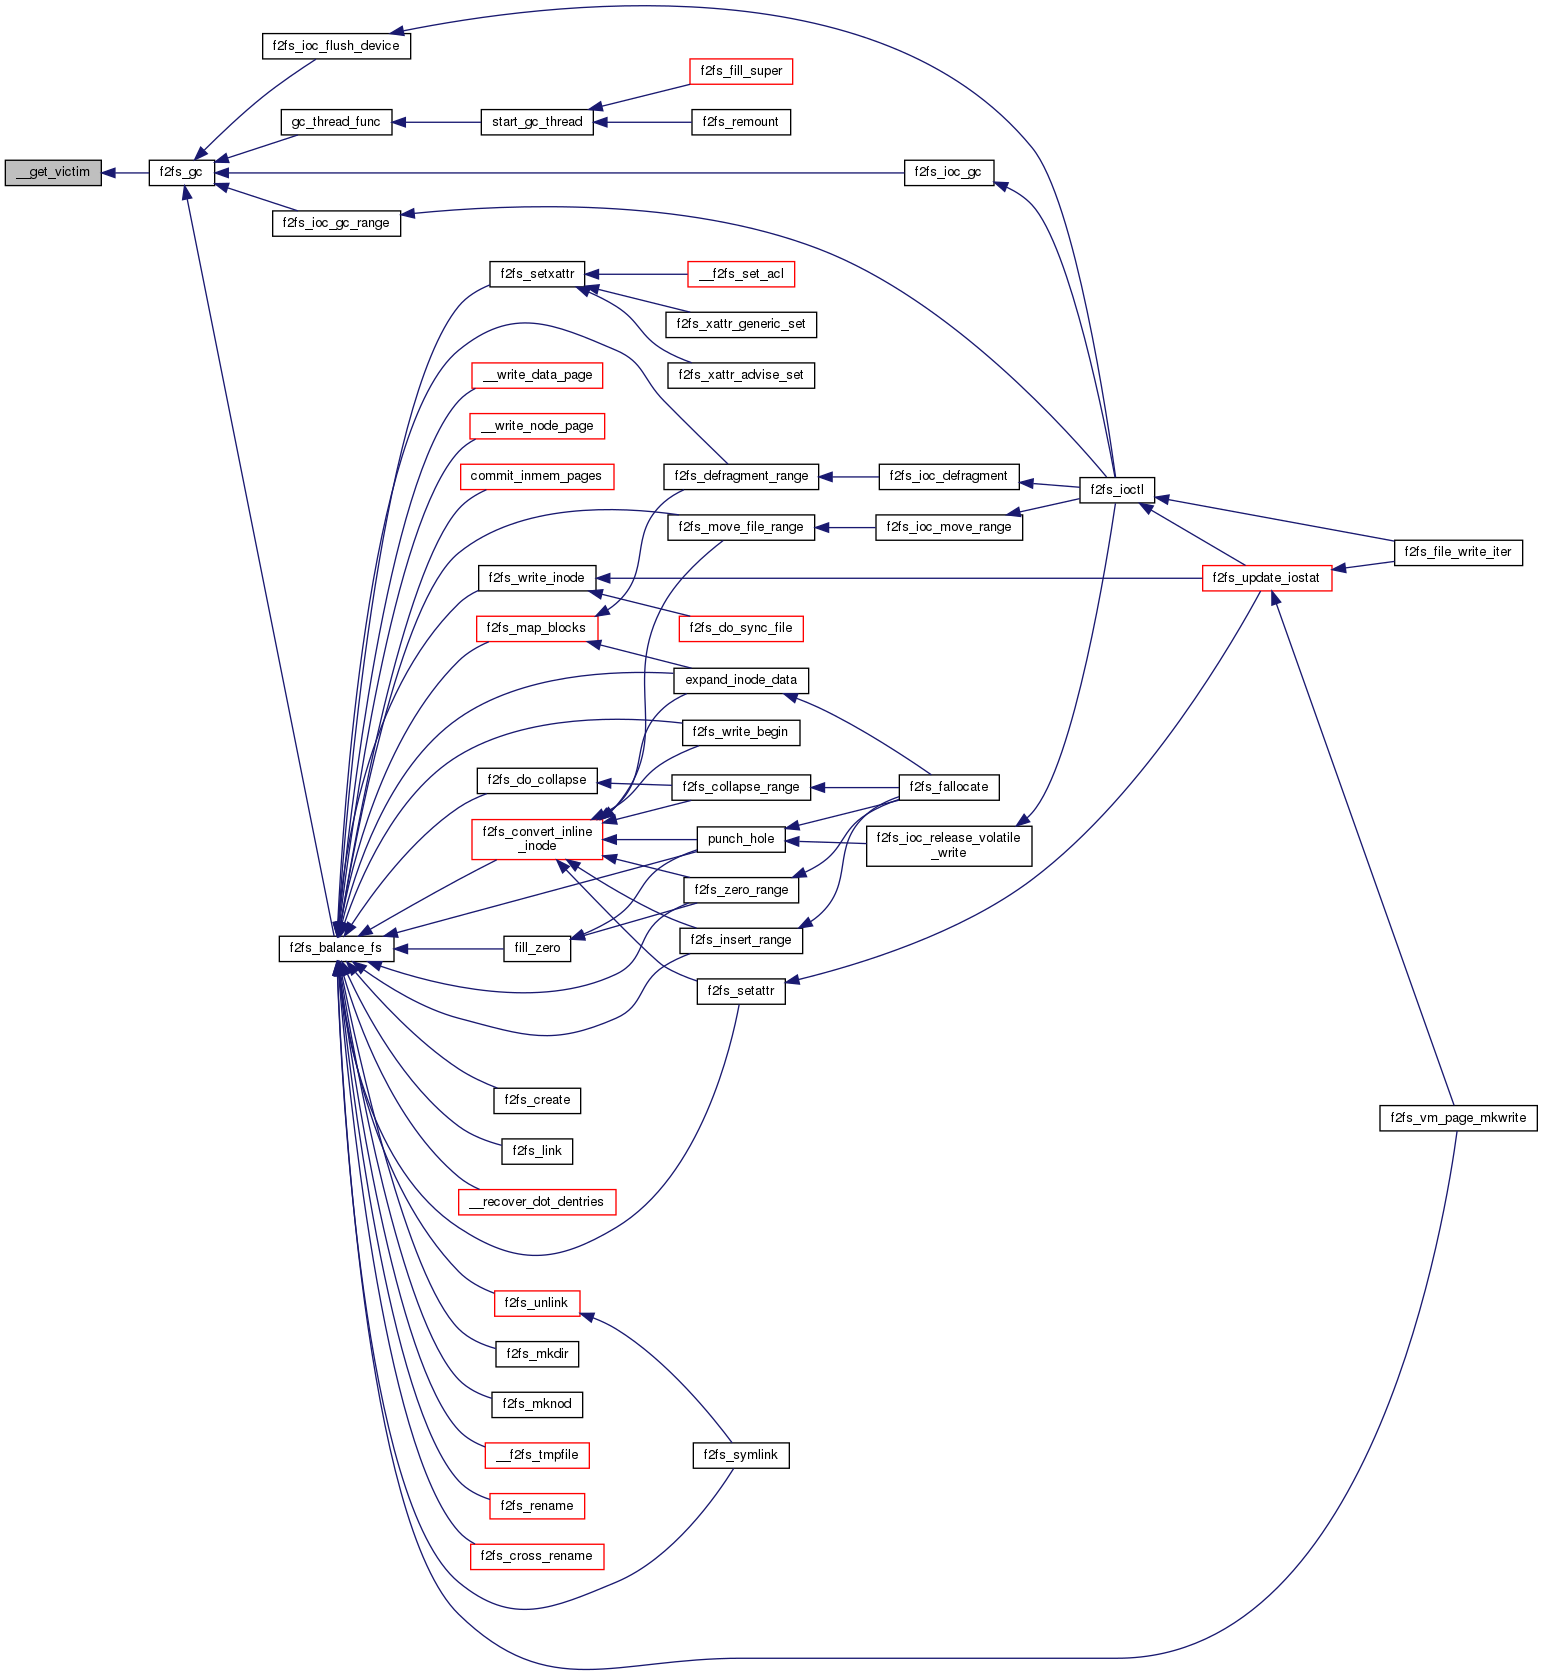 f2fs_ioc_flush_device
f2fs_fill_super
gc_thread_func
start_gc_thread
f2fs_remount
__get_victim
f2fs_gc
f2fs_ioc_gc
f2fs_ioc_gc_range
f2fs_setxattr
__f2fs_set_acl
f2fs_xattr_generic_set
__write_data_page
f2fs_xattr_advise_set
__write_node_page
commit_inmem_pages
f2fs_defragment_range
f2fs_ioc_defragment
f2fs_ioctl
f2fs_move_file_range
f2fs_ioc_move_range
f2fs_file_write_iter
f2fs_write_inode
f2fs_update_iostat
f2fs_map_blocks
f2fs_do_sync_file
expand_inode_data
f2fs_write_begin
f2fs_do_collapse
f2fs_collapse_range
f2fs_fallocate
f2fs_convert_inline
_inode
punch_hole
f2fs_ioc_release_volatile
_write
f2fs_zero_range
f2fs_balance_fs
fill_zero
f2fs_insert_range
f2fs_setattr
f2fs_create
f2fs_vm_page_mkwrite
f2fs_link
__recover_dot_dentries
f2fs_unlink
f2fs_mkdir
f2fs_mknod
__f2fs_tmpfile
f2fs_symlink
f2fs_rename
f2fs_cross_rename